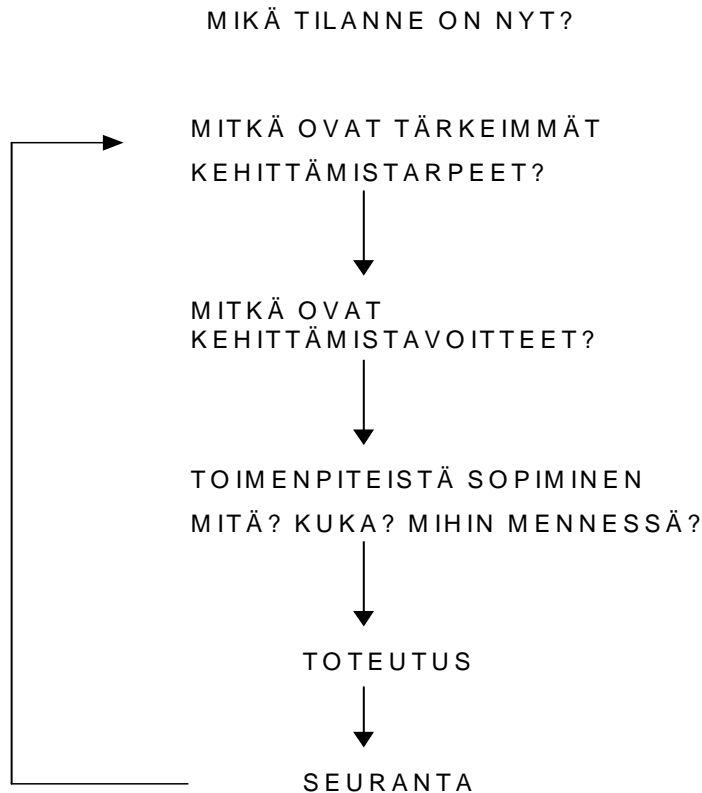 MIKÄ TILANNE ON NYT?
MITKÄ OVAT TÄRKEIMMÄT
KEHITTÄMISTARPEET?
MITKÄ OVAT
KEHITTÄMISTAVOITTEET?
TOIMENPITEISTÄ SOPIMINEN
MITÄ? KUKA? MIHIN MENNESSÄ?
TOTEUTUS
SEURANTA